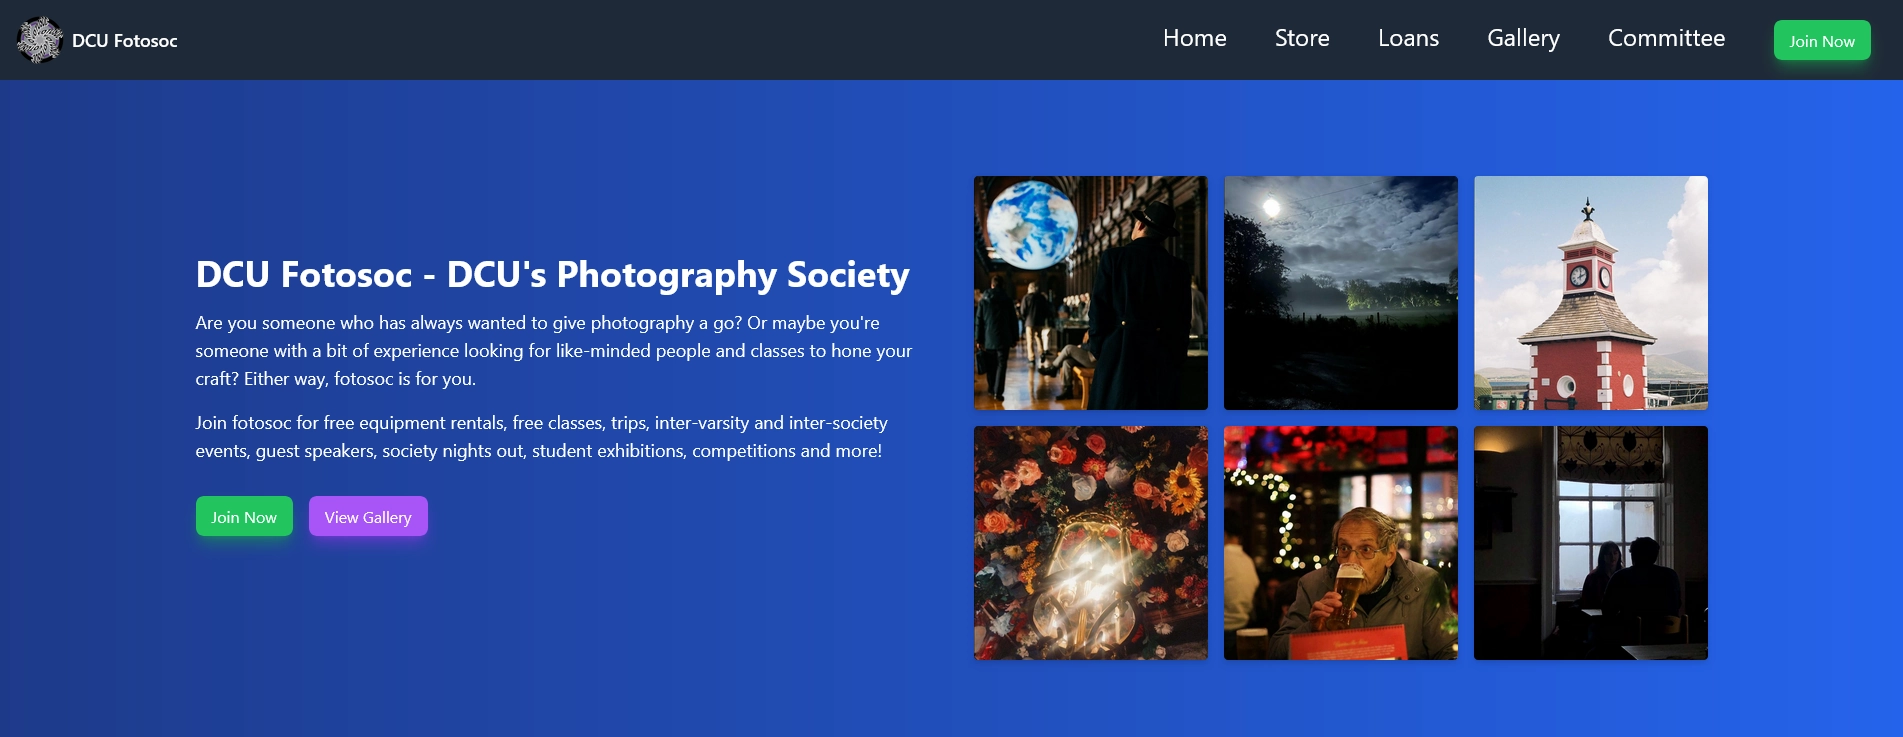 DCU Fotosoc
Home
Store
Loans
Gallery
Committee
Join Now
DCU Fotosoc - DCU's Photography Society
Are you someone who has always wanted to give photography a go? Or maybe you're
someone with a bit of experience looking for like-minded people and classes to hone your
craft? Either way, fotosoc is for you.
Join fotosoc for free equipment rentals, free classes, trips, inter-varsity and inter-society
events, guest speakers, society nights out, student exhibitions, competitions and more!
Join Now
View Gallery